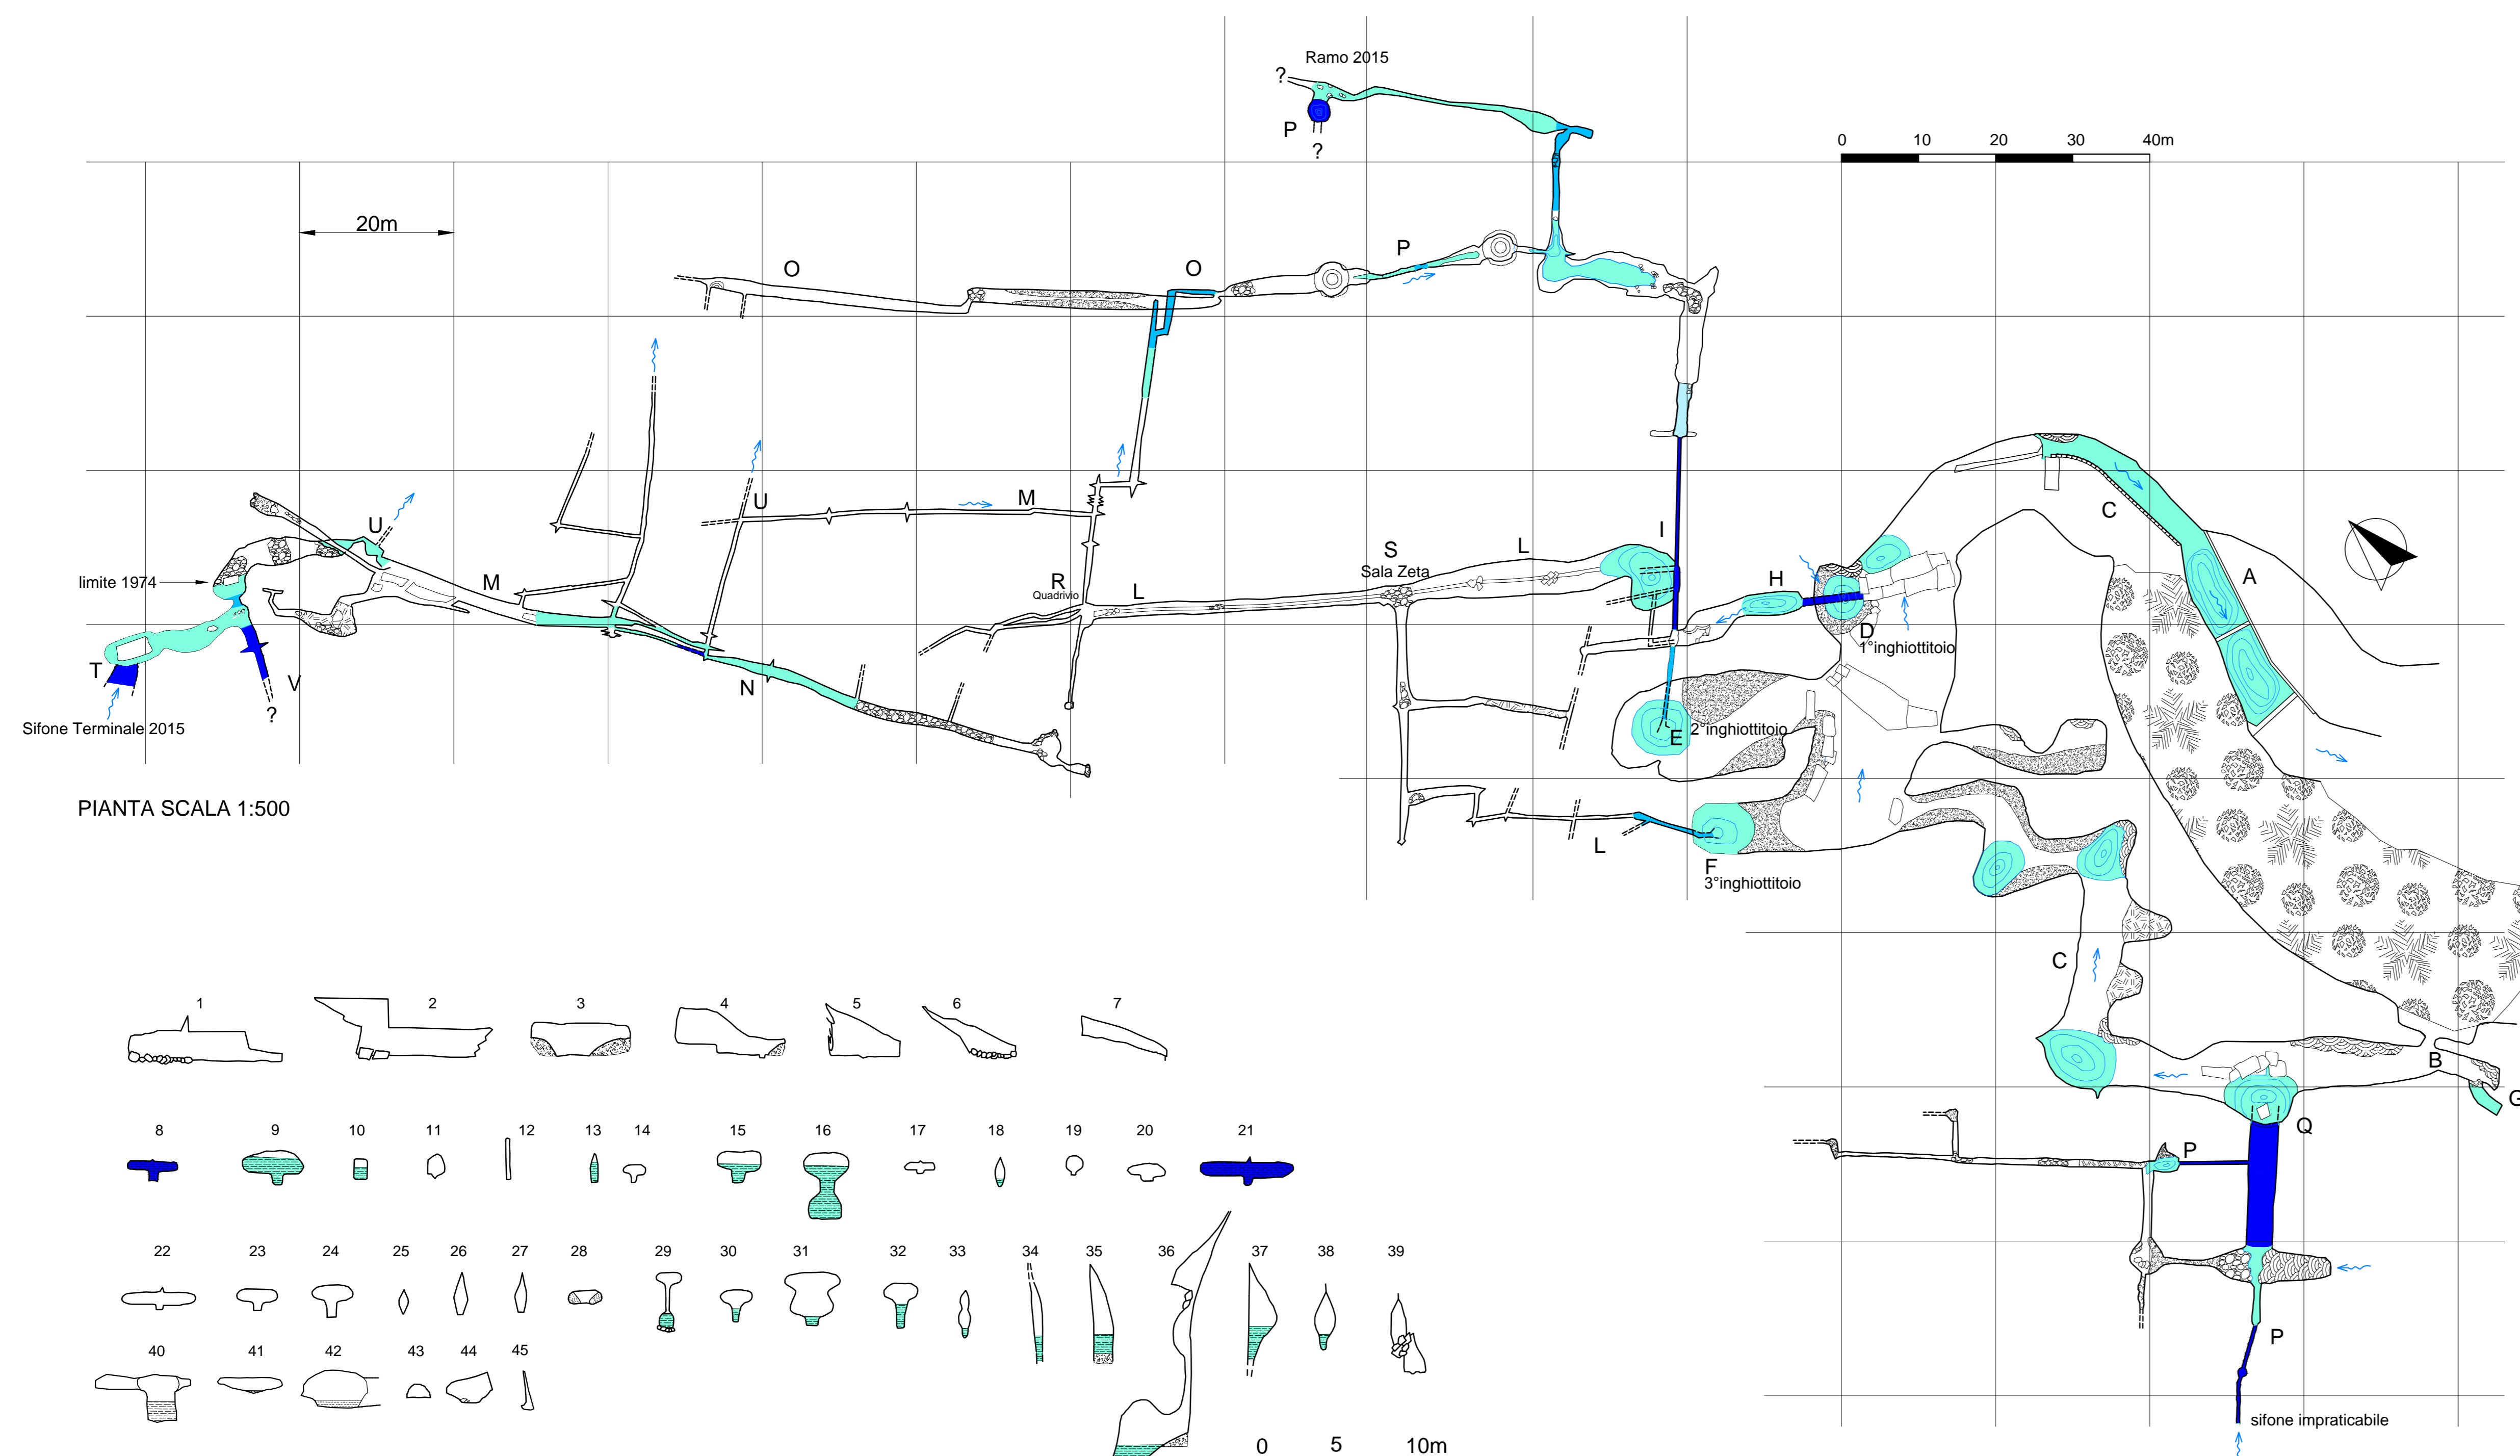 Ramo 2015
?
P
?
0 10 20 30 40m
20m
O
O
P
U
M
U
C
A
limite 1974
M
S
L
I
Sala Zeta
R
Quadrivio
L
H
D
1°inghiottitoio
T
V
N
?
Sifone Terminale 2015
E
2°inghiottitoio
PIANTA SCALA 1:500
L
F
3°inghiottitoio
C
B
G
Q
P
P
sifone impraticabile
1 2 3 4 5 6 7
8 9 10 11 12 13 14 15 16 17 18 19 20 21
22 23 24 25 26 27 28 29 30 31 32 33 34 35 36 37 38 39
40 41 42 43 44 45
0 5 10m